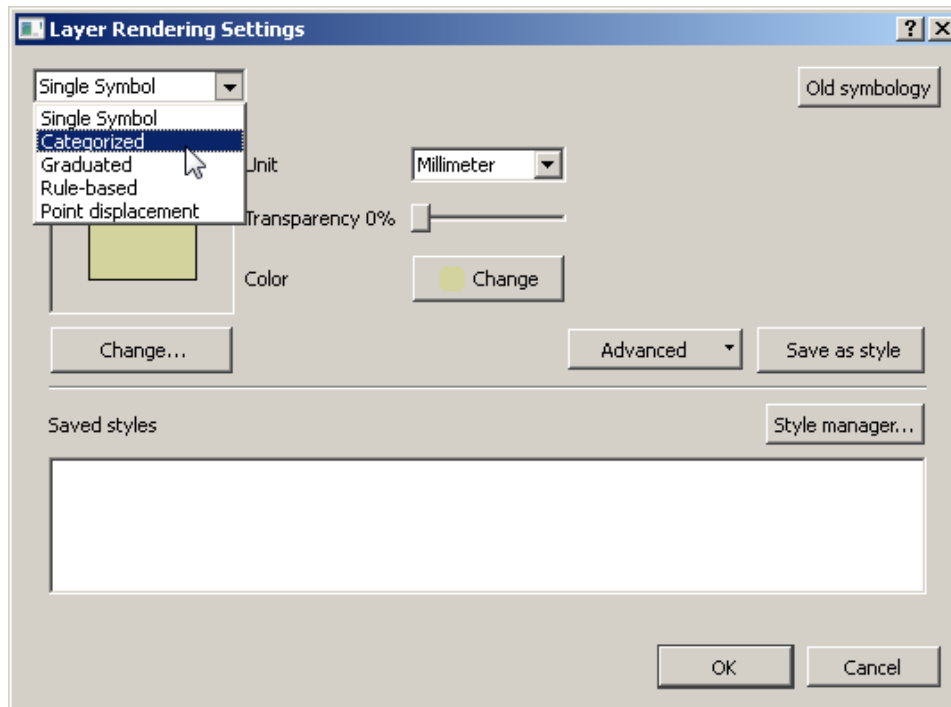 Layer Rendering Settings
Single Symbol
Old symbology
Single Symbol
Categorized
Graduated
Rule-based
Point displacement
Unit
Millimeter
Transparency 0%
Color
Change
Change...
Advanced
Save as style
Saved styles
Style manager...
OK
Cancel